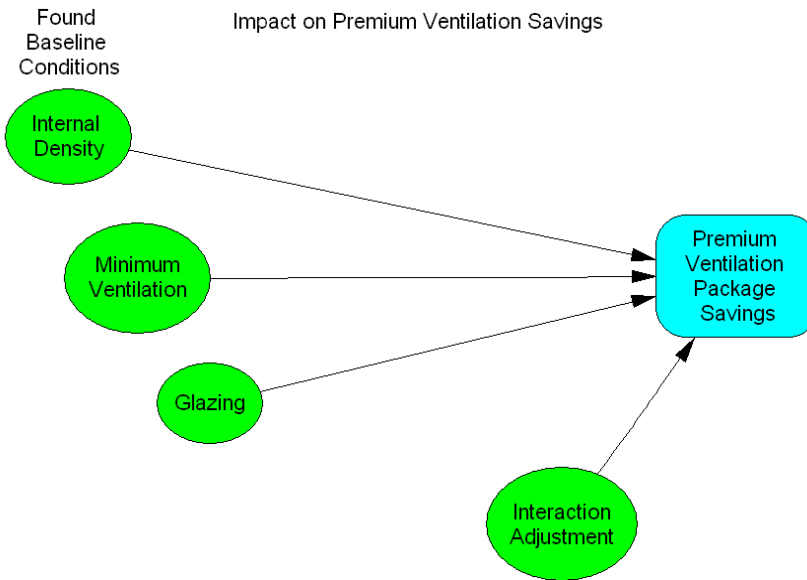 Found
Baseline
Conditions
Impact on Premium Ventilation Savings
Internal
Density
Minimum
Ventilation
Glazing
Premium
Ventilation
Package
Savings
Interaction
Adjustment